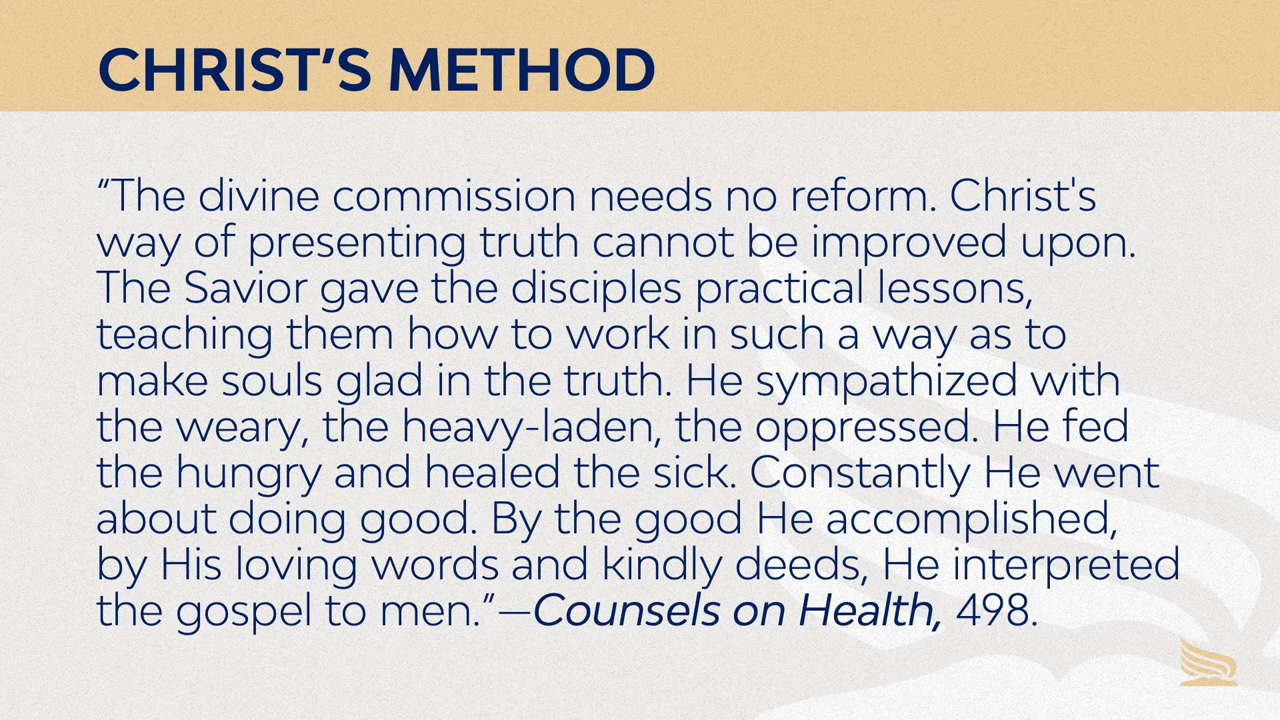 CHRIST’S METHOD
“The divine commission needs no reform. Christ's
way of presenting truth cannot be improved upon.
The Savior gave the disciples practical lessons,
teaching them how to work in such a way as to
make souls glad in the truth. He sympathized with
the weary, the heavy-laden, the oppressed. He fed
the hungry and healed the sick. Constantly He went
about doing good. By the good He accomplished,
by His loving words and kindly deeds, He interpreted
the gospel to men.”—Counsels on Health, 498.